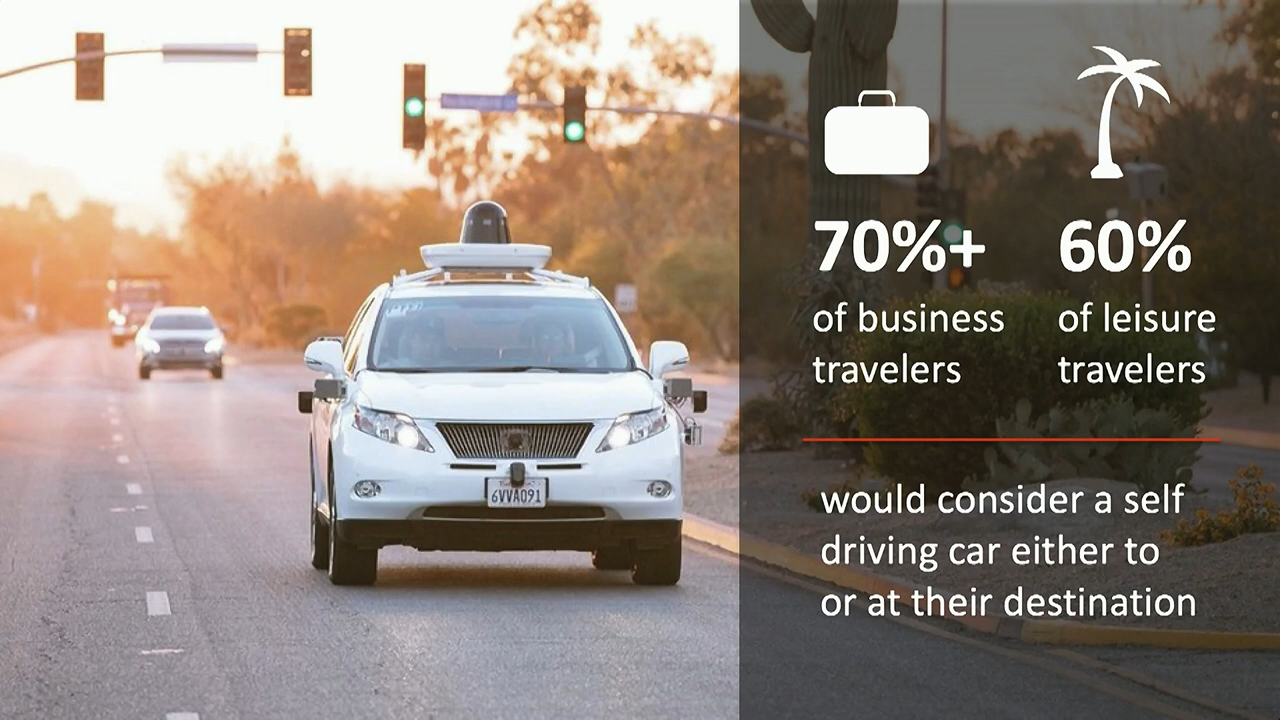 70%+
of business
travelers
60%
of leisure
travelers
would consider a self
driving car either to
or at their destination
6VVA091